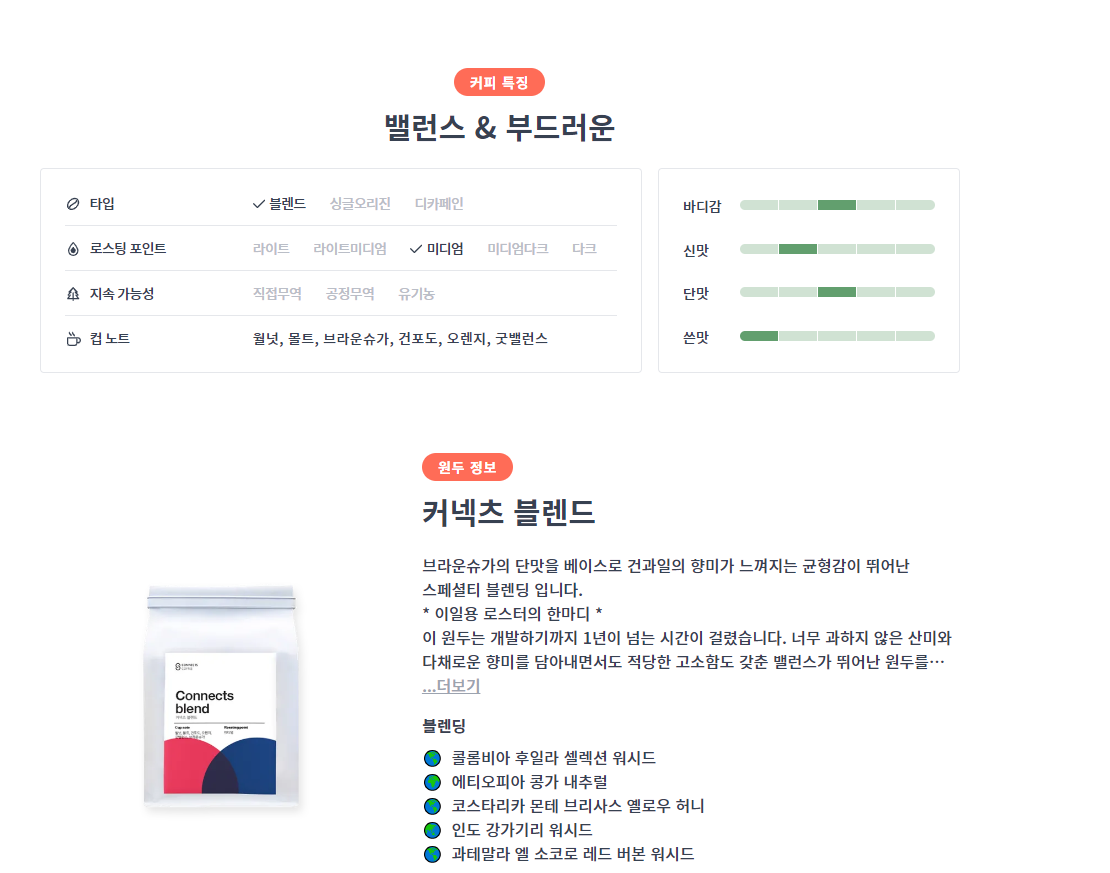 커피 특징
밸런스 & 부드러운
타입 블렌드 싱글오리진 디카페인
로스팅 포인트 라이트 라이트미디엄 미디엄 미디엄다크 다크
지속 가능성 직접무역 공정무역 유기농
컵 노트 월넛, 몰트, 브라운슈가, 건포도, 오렌지, 굿밸런스
바디감
신맛
단맛
쓴맛
원두 정보
커넥츠 블렌드
브라운슈가의 단맛을 베이스로 건과일의 향미가 느껴지는 균형감이 뛰어난
스페셜티 블렌딩 입니다.
* 이일용 로스터의 한마디 *
이 원두는 개발하기까지 1년이 넘는 시간이 걸렸습니다. 너무 과하지 않은 산미와
다채로운 향미를 담아내면서도 적당한 고소함도 갖춘 밸런스가 뛰어난 원두를…
...더보기
블렌딩
콜롬비아 후일라 셀렉션 워시드
에티오피아 콩가 내추럴
코스타리카 몬테 브리사스 옐로우 허니
인도 강가기리 워시드
과테말라 엘 소코로 레드 버본 워시드
Connects
blend